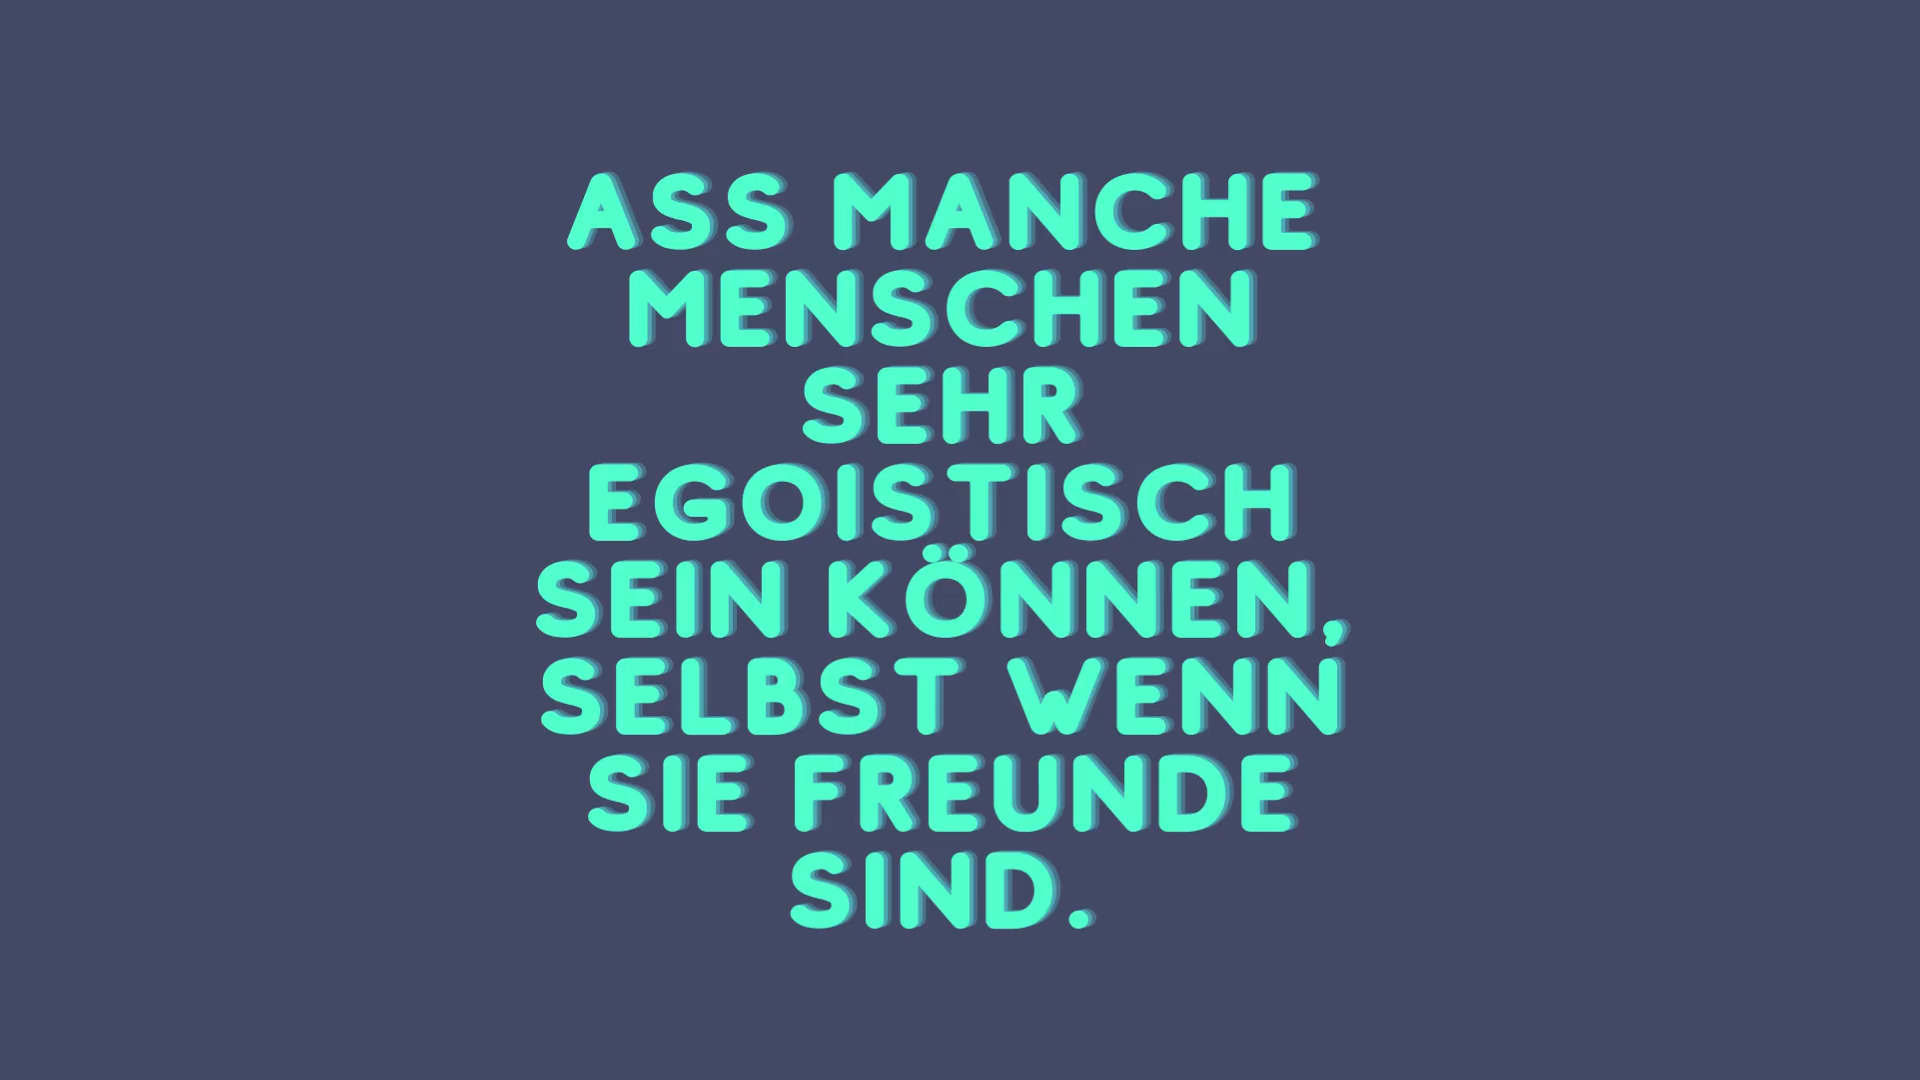 ASS MANCHE
MENSCHEN
SEHR
EGOISTISCH
SEIN KÖNNEN,
SELBST WENN
SIE FREUNDE
SIND.